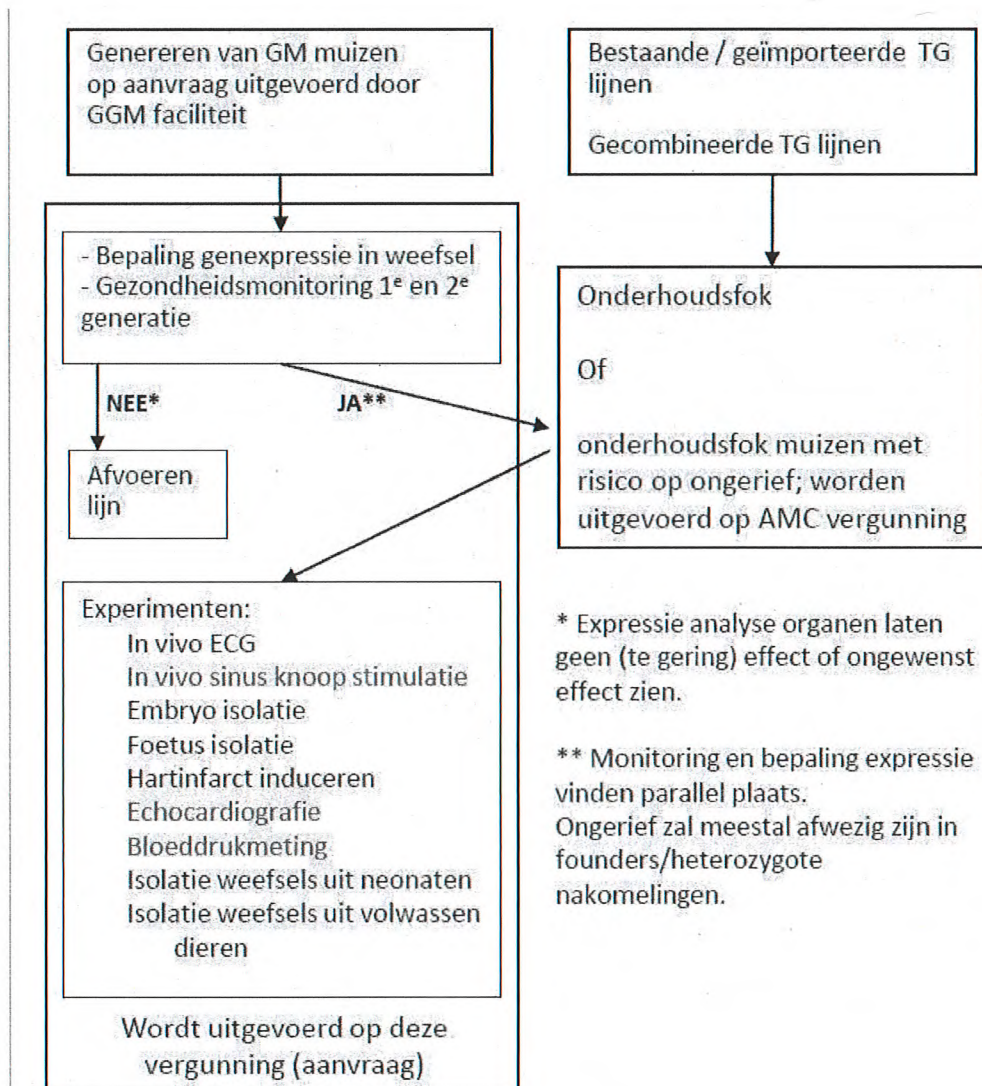 Genereren van GM muizen
op aanvraag uitgevoerd door
GGM faciliteit
Bestaande / geïmporteerde TG
lijnen
Gecombineerde TG lijnen
- Bepaling genexpressie in weefsel
- Gezondheidsmonitoring 1e en 2e
generatie
NEE*
JA**
Afvoeren
lijn
Onderhoudsfok
Of
onderhoudsfok muizen met
risico op ongerief; worden
uitgevoerd op AMC vergunning
Experimenten:
In vivo ECG
In vivo sinus knoop stimulatie
Embryo isolatie
Foetus isolatie
Hartinfarct induceren
Echocardiografie
Bloeddrukmeting
Isolatie weefsels uit neonaten
Isolatie weefsels uit volwassen
dieren
Wordt uitgevoerd op deze
vergunning (aanvraag)
* Expressie analyse organen laten
geen (te gering) effect of ongewenst
effect zien.
** Monitoring en bepaling expressie
vinden parallel plaats.
Ongerief zal meestal afwezig zijn in
founders/heterozygote
nakomelingen.